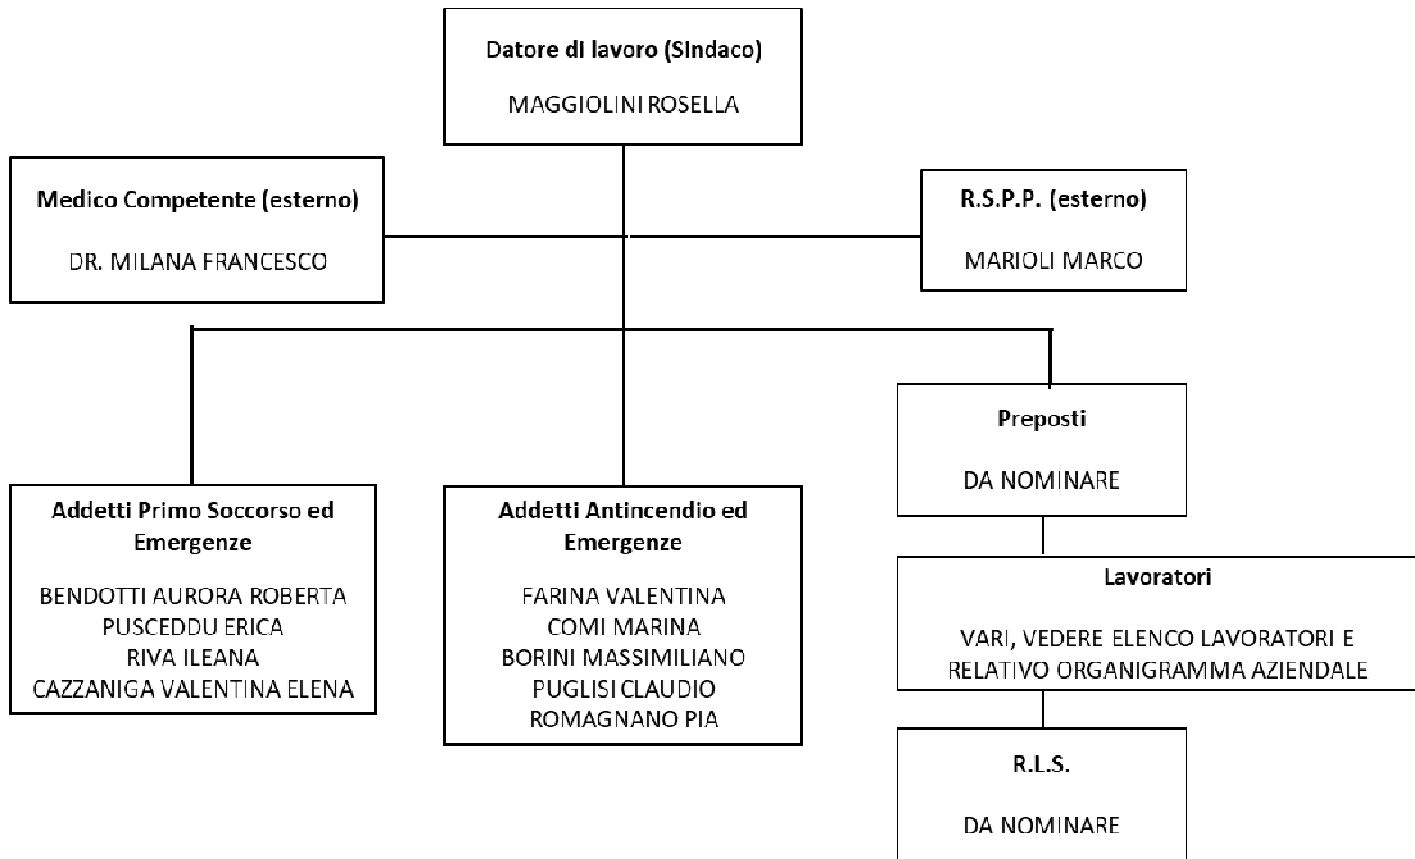 Datore di lavoro (Sindaco)
MAGGIOLINI ROSELLA
Medico Competente (esterno)
DR. MILANA FRANCESCO
R.S.P.P. (esterno)
MARIOLI MARCO
Addetti Primo Soccorso ed
Emergenze
BENDOTTI AURORA ROBERTA
PUSCEDDU ERICA
RIVA ILEANA
CAZZANIGA VALENTINA ELENA
Addetti Antincendio ed
Emergenze
FARINA VALENTINA
COMI MARINA
BORINI MASSIMILIANO
PUGLISI CLAUDIO
ROMAGNANO PIA
Preposti
DA NOMINARE
Lavoratori
VARI, VEDERE ELENCO LAVORATORI E
RELATIVO ORGANIGRAMMA AZIENDALE
R.L.S.
DA NOMINARE